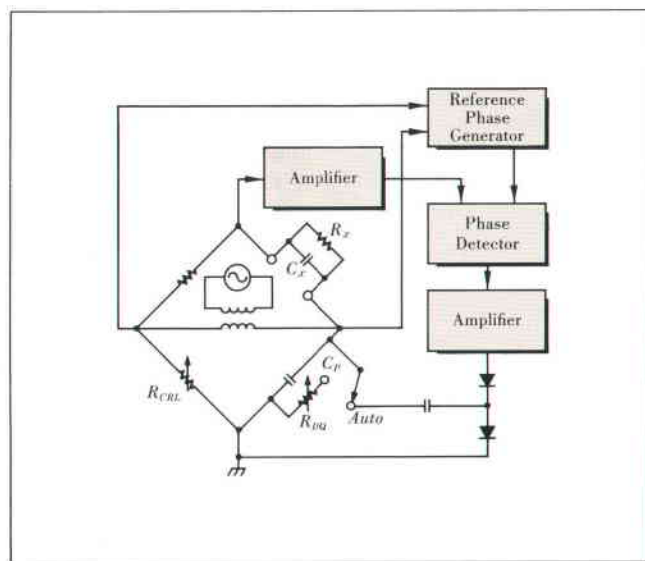 Reference
Phase
Generator
Amplifier
Rx
Cx
Phase
Detector
Amplifier
RCRL
CP
RDQ
Auto